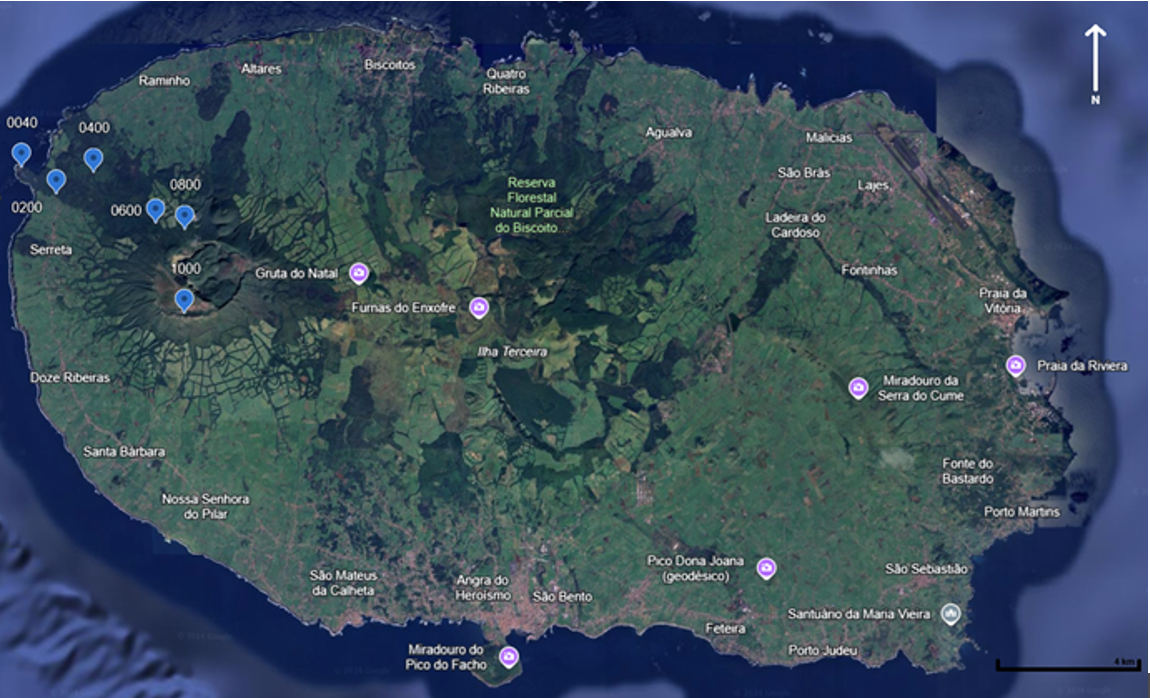 Biscoitos
Altares
Raminho
Quatro
Ribeiras
N
0040
0400
Agualva
Malicias
0800
São Brás
Lajes
Reserva
Florestal
Natural Parcial
do Biscoito
0600
0200
Ladeira do
Cardoso
Serreta
1000
Gruta do Natal
Fontinhas
Furnas do Enxofre
Praia da
Vitória
Ilha Terceira
Praia da Riviera
Doze Ribeiras
Miradouro da
Serra do Cume
Santa Bárbara
Fonte do
Bastardo
Nossa Senhora
do Pilar
Porto Martins
Pico Dona Joana
(geodèsico)
São Sebastião
São Mateus
da Calheta
Angra do
Heroísmo
São Bento
Santuário da Maria Vieira
Feteira
Porto Judeu
Miradouro do
Pico do Facho
4 km